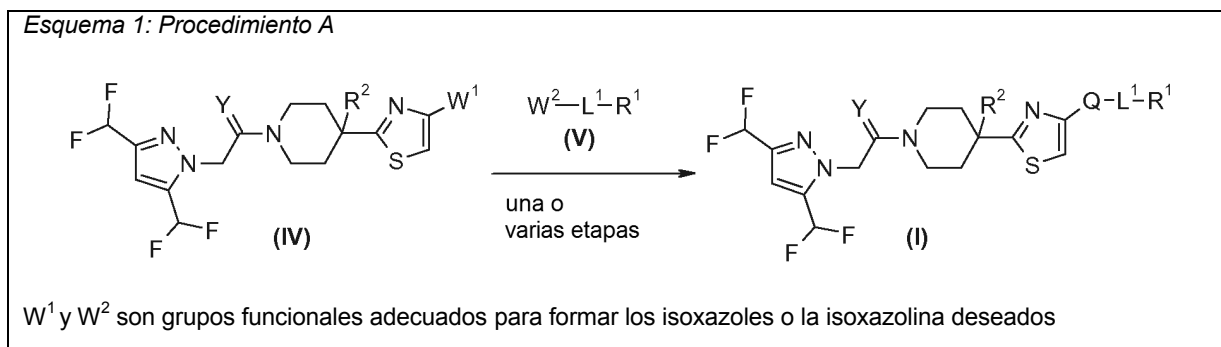 Esquema 1: Procedimiento A
F
F
N
N
Y
N
R²
N
S
W¹
F
F
(IV)
W²—L¹-R¹
(V)
una o
varias etapas
F
F
N
N
Y
N
R²
N
S
Q-L¹-R¹
F
F
(I)
W¹ y W² son grupos funcionales adecuados para formar los isoxazoles o la isoxazolina deseados